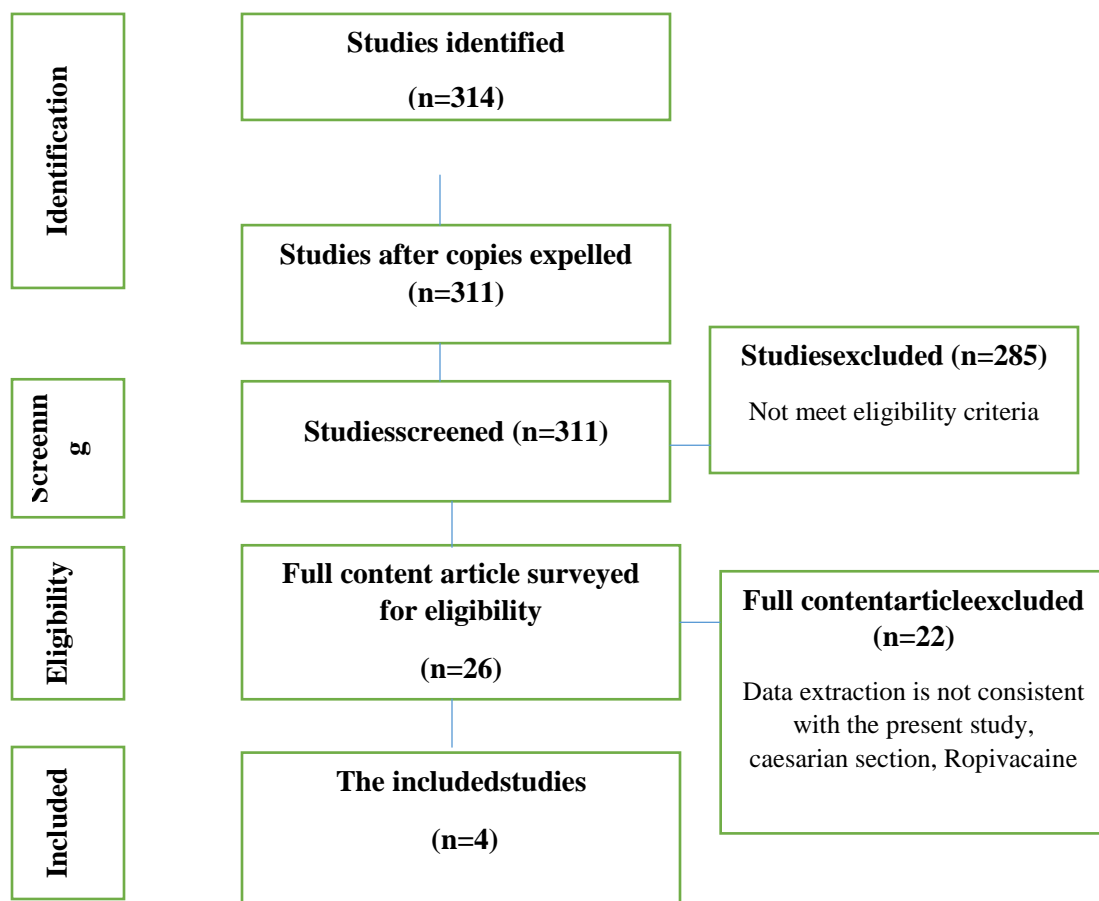 Identification
Studies identified
(n=314)
Studies after copies expelled
(n=311)
Studiesexcluded (n=285)
Not meet eligibility criteria
Screenin
g
Studiesscreened (n=311)
Eligibility
Full content article surveyed
for eligibility
(n=26)
Full contentarticleexcluded
(n=22)
Data extraction is not consistent
with the present study,
caesarian section, Ropivacaine
Included
The includedstudies
(n=4)